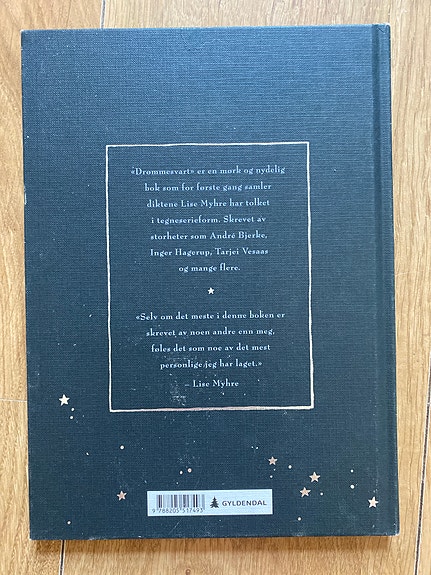 «Drømmesvart» er en mørk og nydelig
bok som for første gang samler
diktene Lise Myhre har tolket
i tegneserieform. Skrevet av
storheter som André Bjerke,
Inger Hagerup, Tarjei Vesaas
og mange flere.
«Selv om det meste i denne boken er
skrevet av noen andre enn meg,
føles det som noe av det mest
personlige jeg har laget.»
– Lise Myhre
9 788205 517493
GYLDENDAL